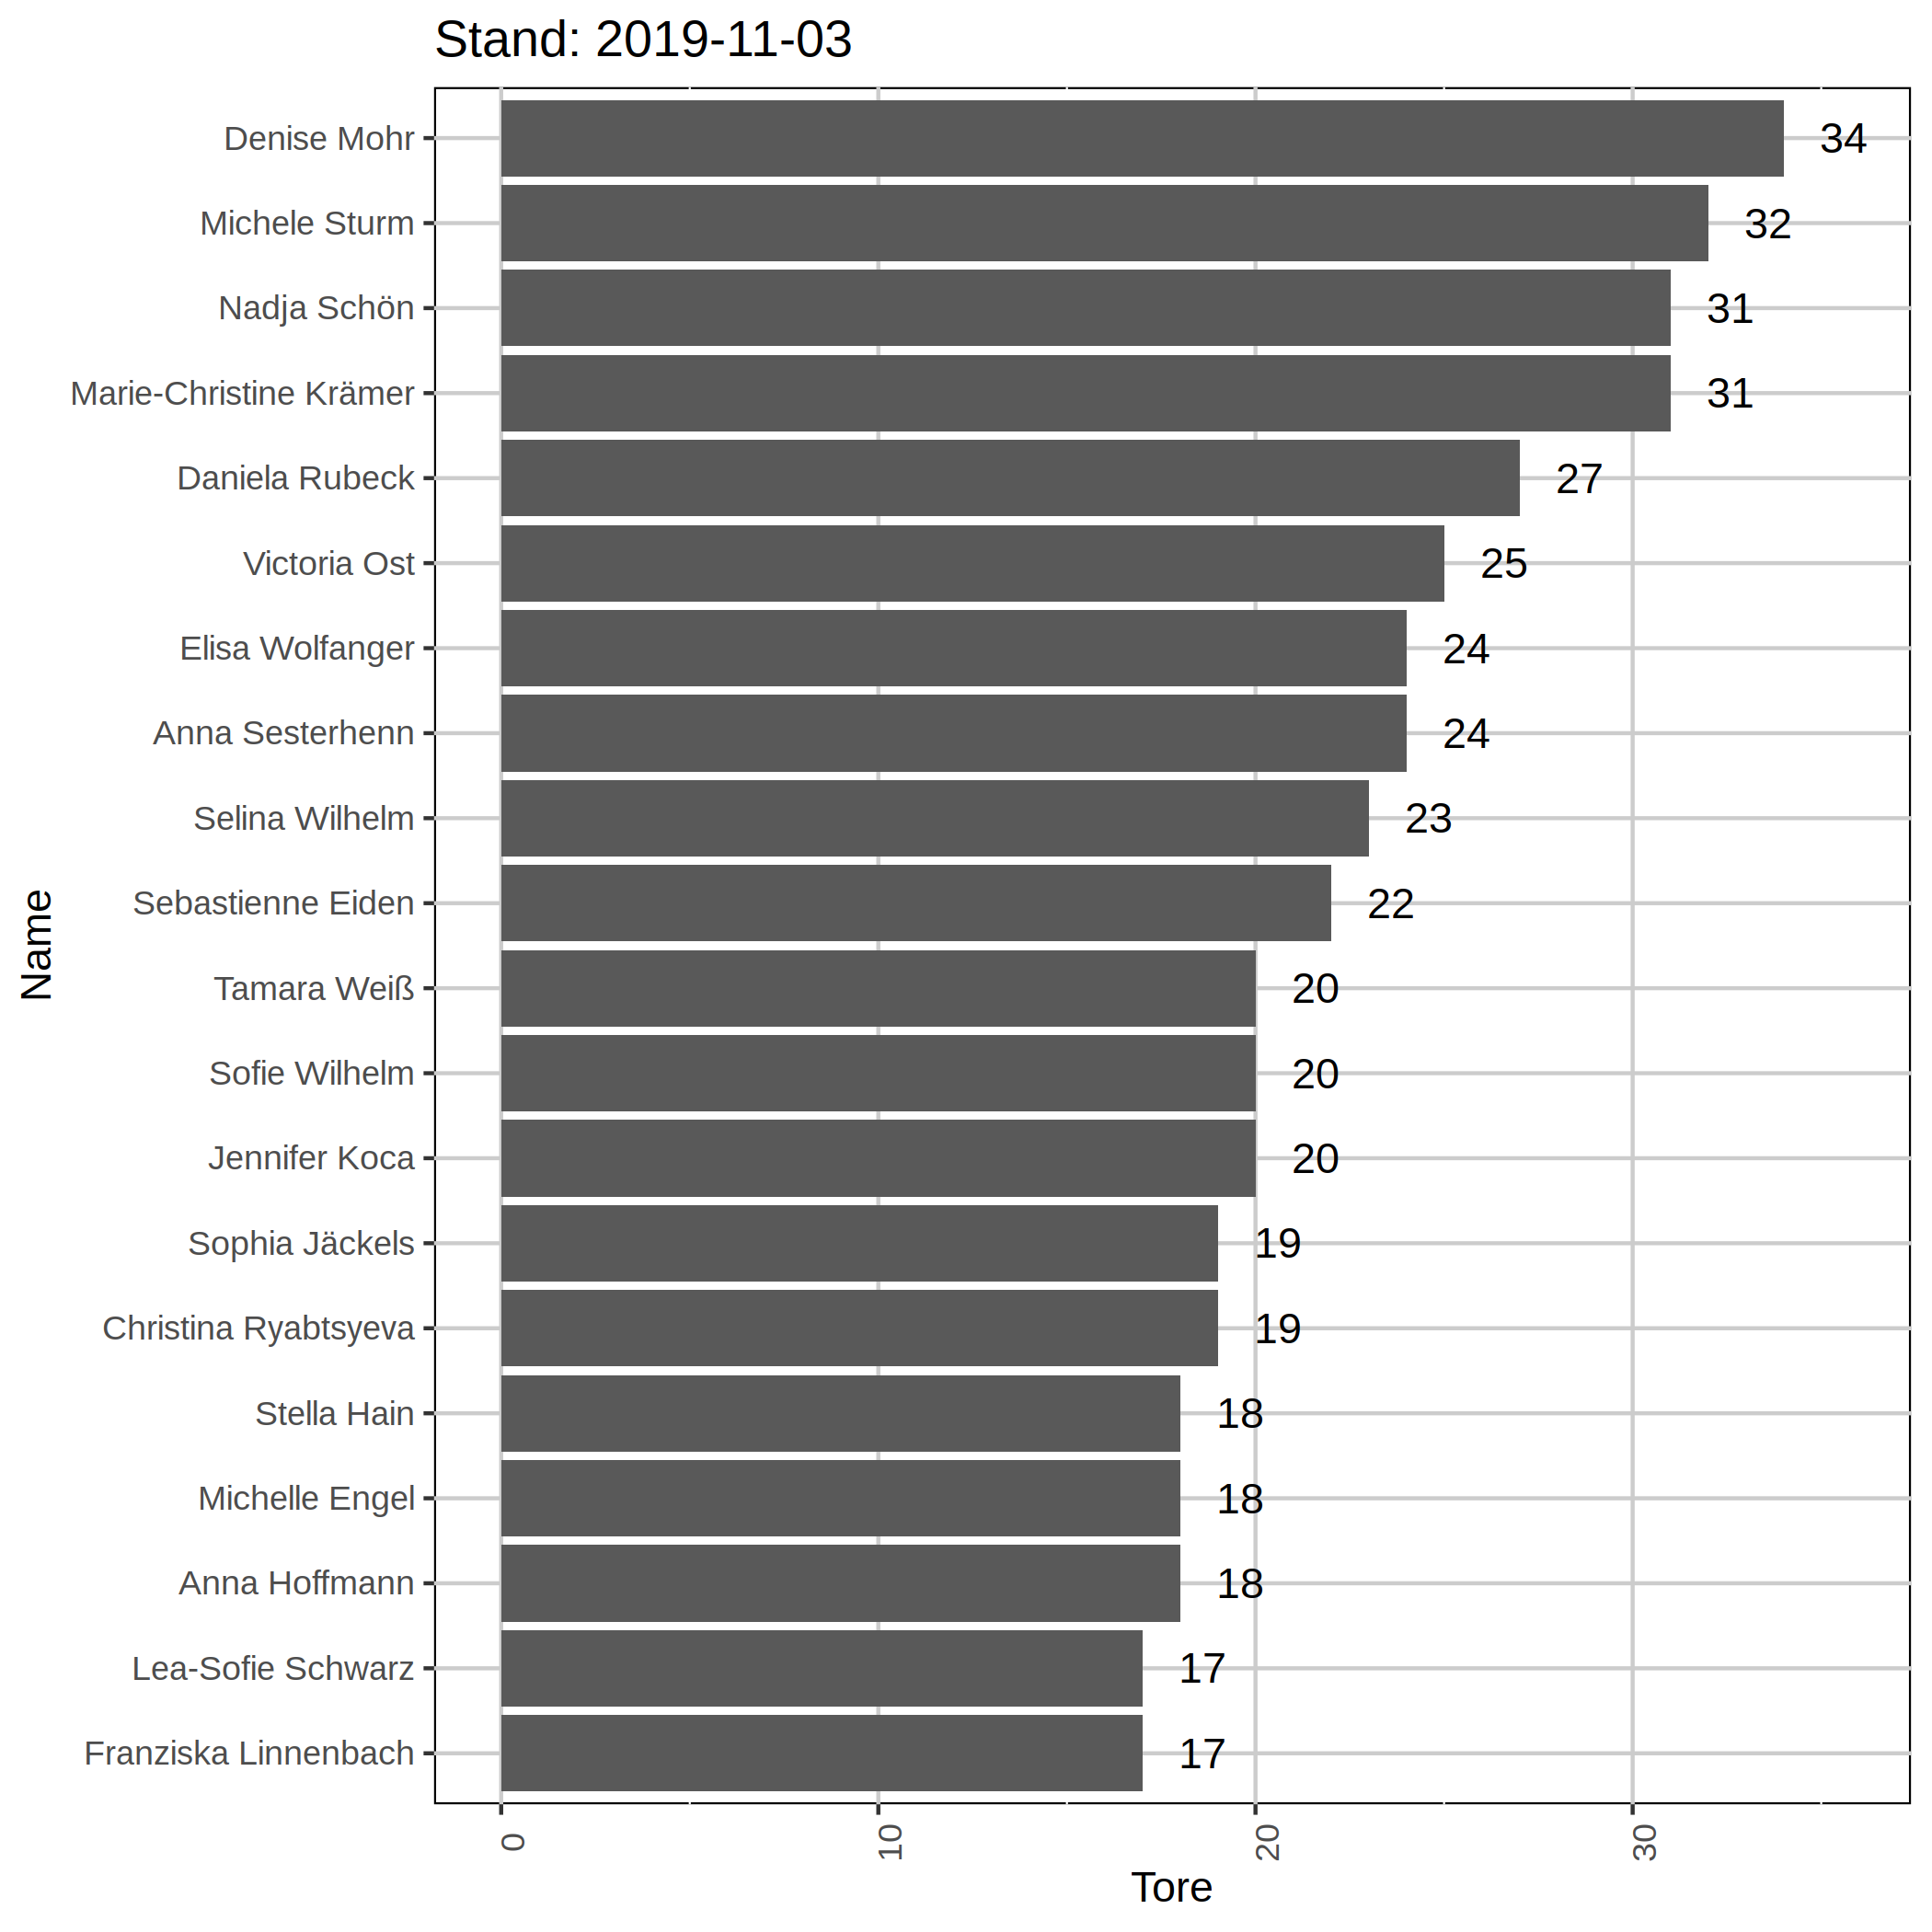 Stand: 2019-11-03
Denise Mohr 34
Michele Sturm 32
Nadja Schön 31
Marie-Christine Krämer 31
Daniela Rubeck 27
Victoria Ost 25
Elisa Wolfanger 24
Anna Sesterhenn 24
Selina Wilhelm 23
Sebastienne Eiden 22
Tamara Weiß 20
Sofie Wilhelm 20
Jennifer Koca 20
Sophia Jäckels 19
Christina Ryabtsyeva 19
Stella Hain 18
Michelle Engel 18
Anna Hoffmann 18
Lea-Sofie Schwarz 17
Franziska Linnenbach 17
Name
0 10 20 30
Tore